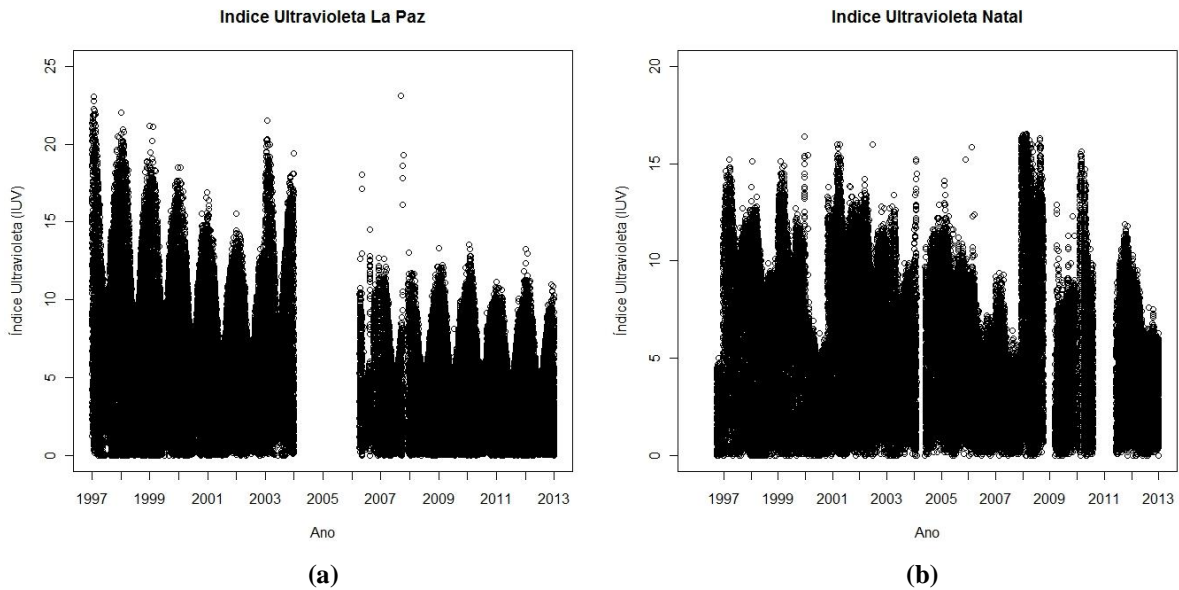 Indice Ultravioleta La Paz
Índice Ultravioleta (IUV)
25
20
15
10
5
0
1997 1999 2001 2003 2005 2007 2009 2011 2013
Ano
(a)
Indice Ultravioleta Natal
Índice Ultravioleta (IUV)
20
15
10
5
0
1997 1999 2001 2003 2005 2007 2009 2011 2013
Ano
(b)